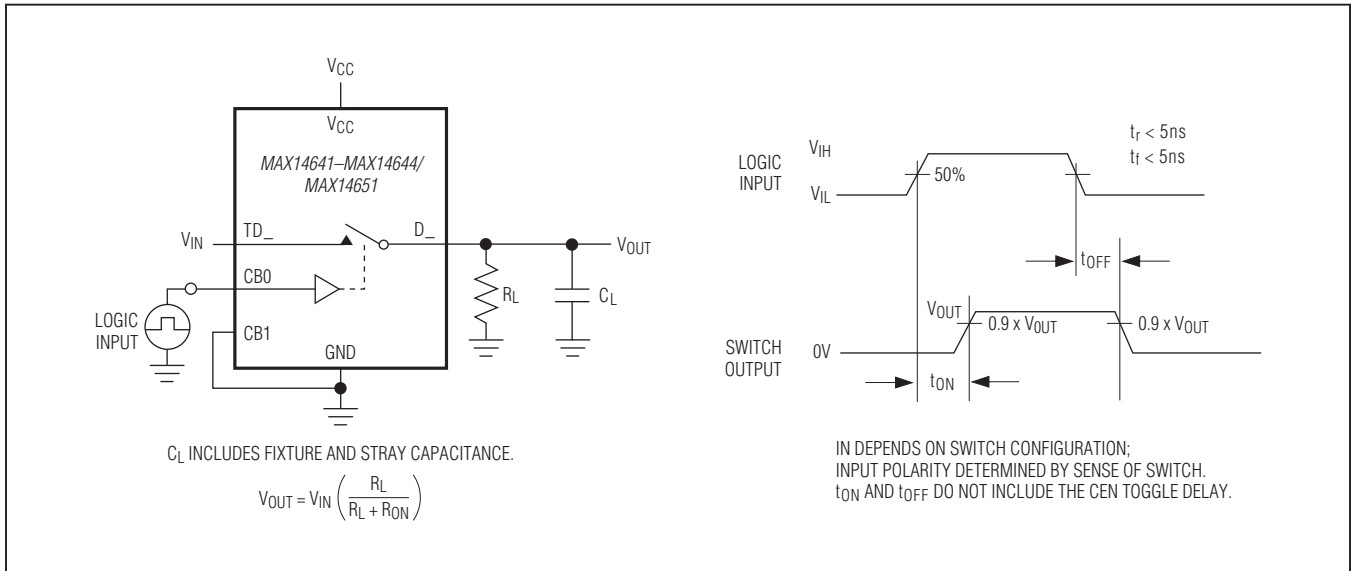 VCC
VCC
MAX14641–MAX14644/
MAX14651
VIN
TD_
D_
VOUT
CB0
RL
CL
LOGIC
INPUT
CB1
GND
CL INCLUDES FIXTURE AND STRAY CAPACITANCE.
VOUT = VIN ( RL / RL + RON )
LOGIC
INPUT
VIH
VIL
50%
tr < 5ns
tf < 5ns
tOFF
VOUT
0.9 x VOUT
0.9 x VOUT
SWITCH
OUTPUT
0V
tON
IN DEPENDS ON SWITCH CONFIGURATION;
INPUT POLARITY DETERMINED BY SENSE OF SWITCH.
tON AND tOFF DO NOT INCLUDE THE CEN TOGGLE DELAY.